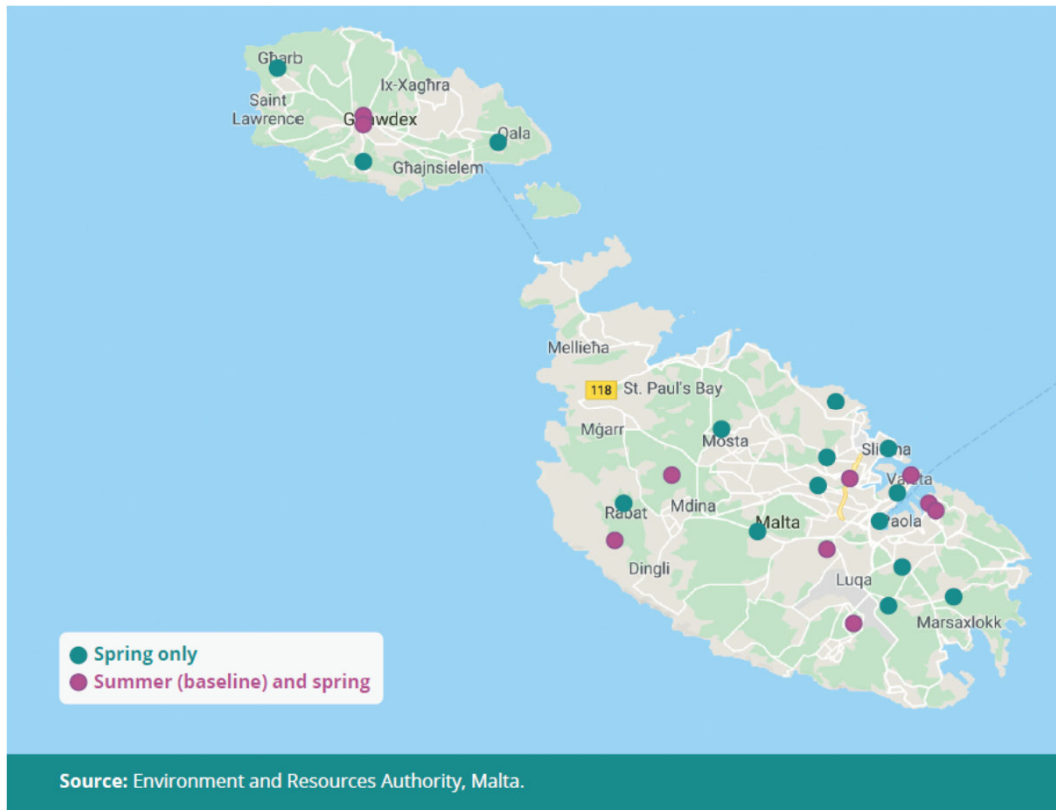 Għarb
Ix-Xagħra
Saint
Lawrence
Qala
Għajnsielem
Mellieħa
118
St. Paul's Bay
Mġarr
Mosta
Mdina
Rabat
Malta
Dingli
Luqa
Marsaxlokk
Spring only
Summer (baseline) and spring
Source: Environment and Resources Authority, Malta.